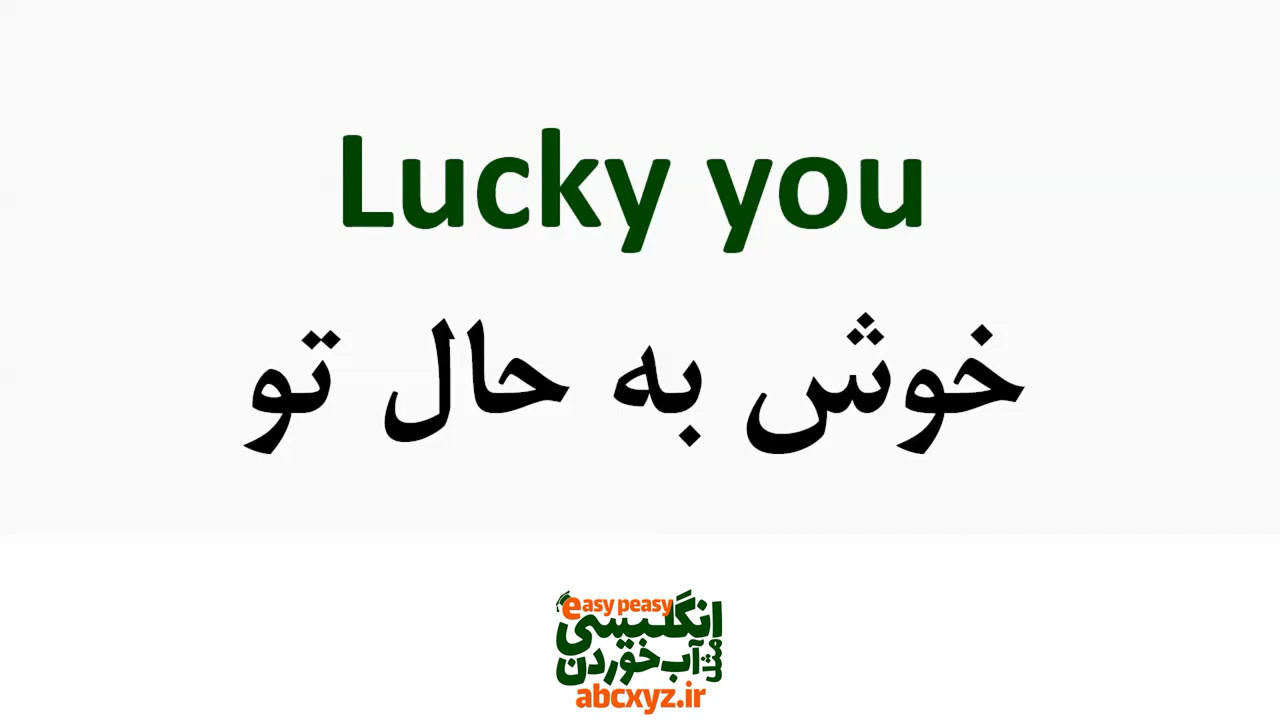 Lucky you
خوش به حال تو
easy peasy
انگلیسی
مثل آب خوردن
abcxyz.ir